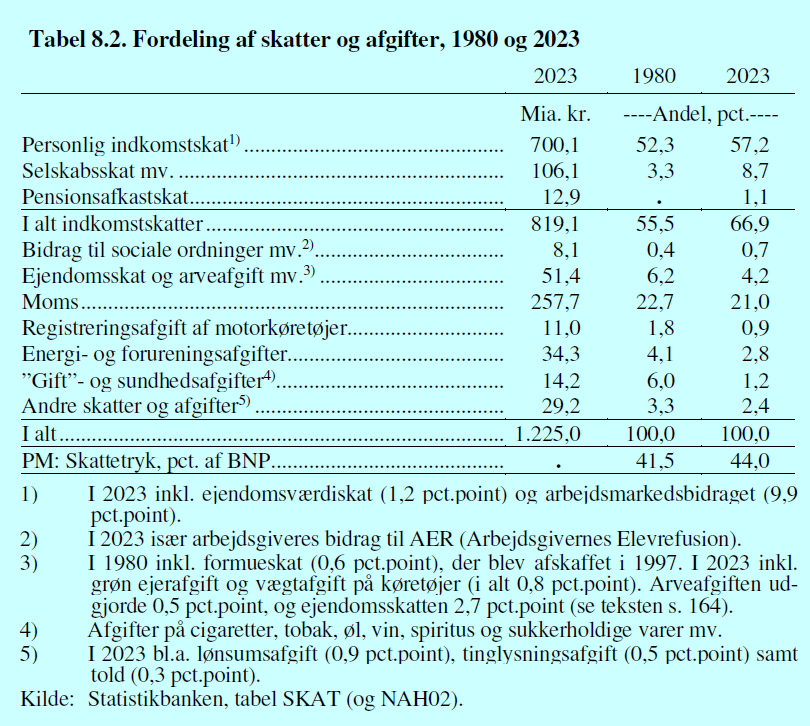 Tabel 8.2. Fordeling af skatter og afgifter, 1980 og 2023
2023 1980 2023
Mia. kr. ----Andel, pct.----
Personlig indkomstskat1) 700,1 52,3 57,2
Selskabsskat mv. 106,1 3,3 8,7
Pensionsafkastskat 12,9 . 1,1
I alt indkomstskatter 819,1 55,5 66,9
Bidrag til sociale ordninger mv.2) 8,1 0,4 0,7
Ejendomsskat og arveafgift mv.3) 51,4 6,2 4,2
Moms 257,7 22,7 21,0
Registreringsafgift af motorkøretøjer 11,0 1,8 0,9
Energi- og forureningsafgifter 34,3 4,1 2,8
”Gift”- og sundhedsafgifter4) 14,2 6,0 1,2
Andre skatter og afgifter5) 29,2 3,3 2,4
I alt 1.225,0 100,0 100,0
PM: Skattetryk, pct. af BNP . 41,5 44,0
1) I 2023 inkl. ejendomsværdiskat (1,2 pct.point) og arbejdsmarkedsbidraget (9,9
pct.point).
2) I 2023 især arbejdsgiveres bidrag til AER (Arbejdsgivernes Elevrefusion).
3) I 1980 inkl. formueskat (0,6 pct.point), der blev afskaffet i 1997. I 2023 inkl.
grøn ejerafgift og vægtafgift på køretøjer (i alt 0,8 pct.point). Arveafgiften ud-
gjorde 0,5 pct.point, og ejendomsskatten 2,7 pct.point (se teksten s. 164).
4) Afgifter på cigaretter, tobak, øl, vin, spiritus og sukkerholdige varer mv.
5) I 2023 bl.a. lønsumsafgift (0,9 pct.point), tinglysningsafgift (0,5 pct.point) samt
told (0,3 pct.point).
Kilde: Statistikbanken, tabel SKAT (og NAH02).